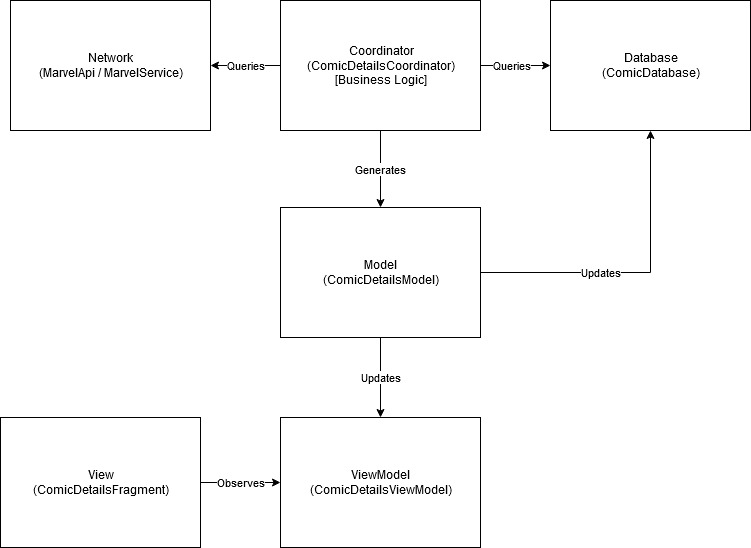 Network
(MarvelApi / MarvelService)
Queries
Coordinator
(ComicDetailsCoordinator)
[Business Logic]
Queries
Database
(ComicDatabase)
Generates
Model
(ComicDetailsModel)
Updates
Updates
View
(ComicDetailsFragment)
Observes
ViewModel
(ComicDetailsViewModel)